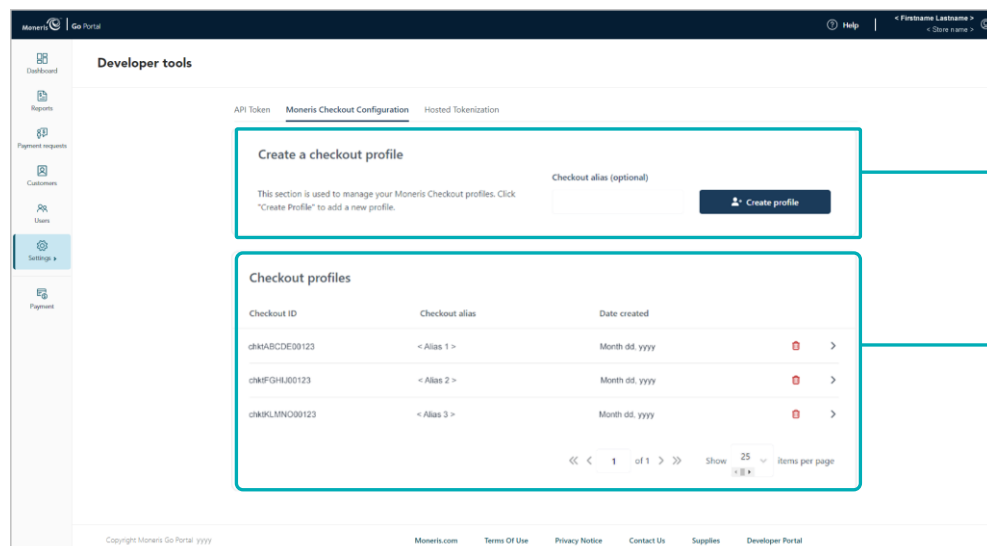 Moneris Go Portal
Help
< Firstname Lastname >
< Store name >
Dashboard
Reports
Payment requests
Customers
Users
Settings
Payment
Developer tools
API Token Moneris Checkout Configuration Hosted Tokenization
Create a checkout profile
This section is used to manage your Moneris Checkout profiles. Click
"Create Profile" to add a new profile.
Checkout alias (optional)
Create profile
Checkout profiles
Checkout ID Checkout alias Date created
chktABCDE00123 < Alias 1 > Month dd, yyyy
chktFGHIJ00123 < Alias 2 > Month dd, yyyy
chktKLMNO00123 < Alias 3 > Month dd, yyyy
1 of 1 Show 25 items per page
Copyright Moneris Go Portal yyyy
Moneris.com Terms Of Use Privacy Notice Contact Us Supplies Developer Portal